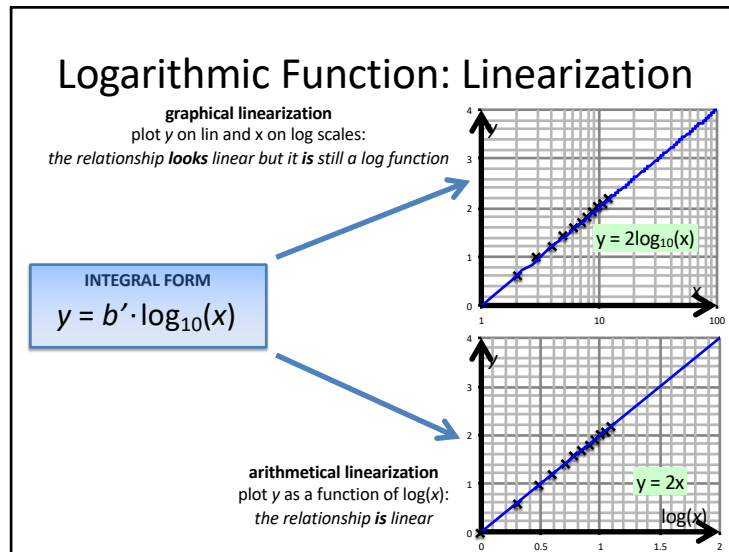 Logarithmic Function: Linearization
graphical linearization
plot y on lin and x on log scales:
the relationship looks linear but it is still a log function
4
3
2
1
0
y
y = 2log₁₀(x)
x
1
10
100
INTEGRAL FORM
y = b′·log₁₀(x)
4
3
2
1
0
y
y = 2x
log(x)
0
0.5
1
1.5
2
arithmetical linearization
plot y as a function of log(x):
the relationship is linear